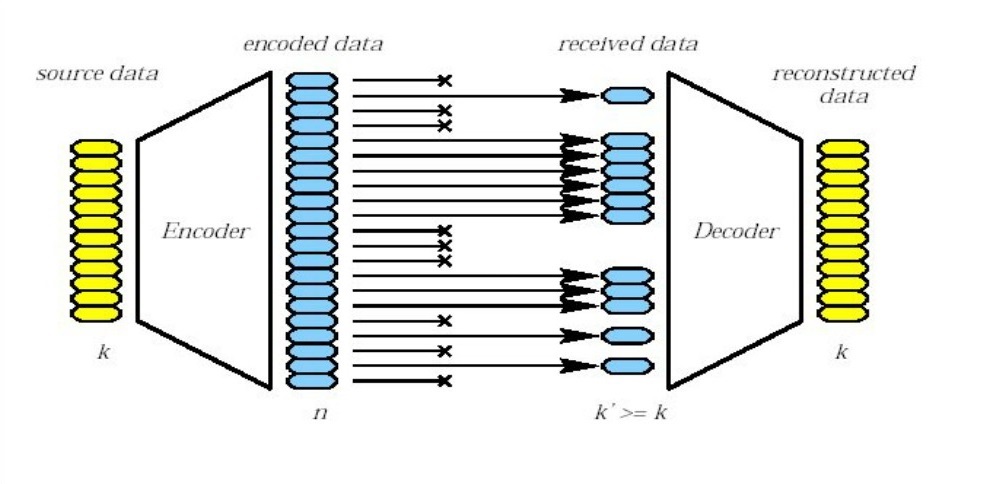 encoded data
received data
source data
reconstructed
data
Encoder
Decoder
k
k
n
k' >= k